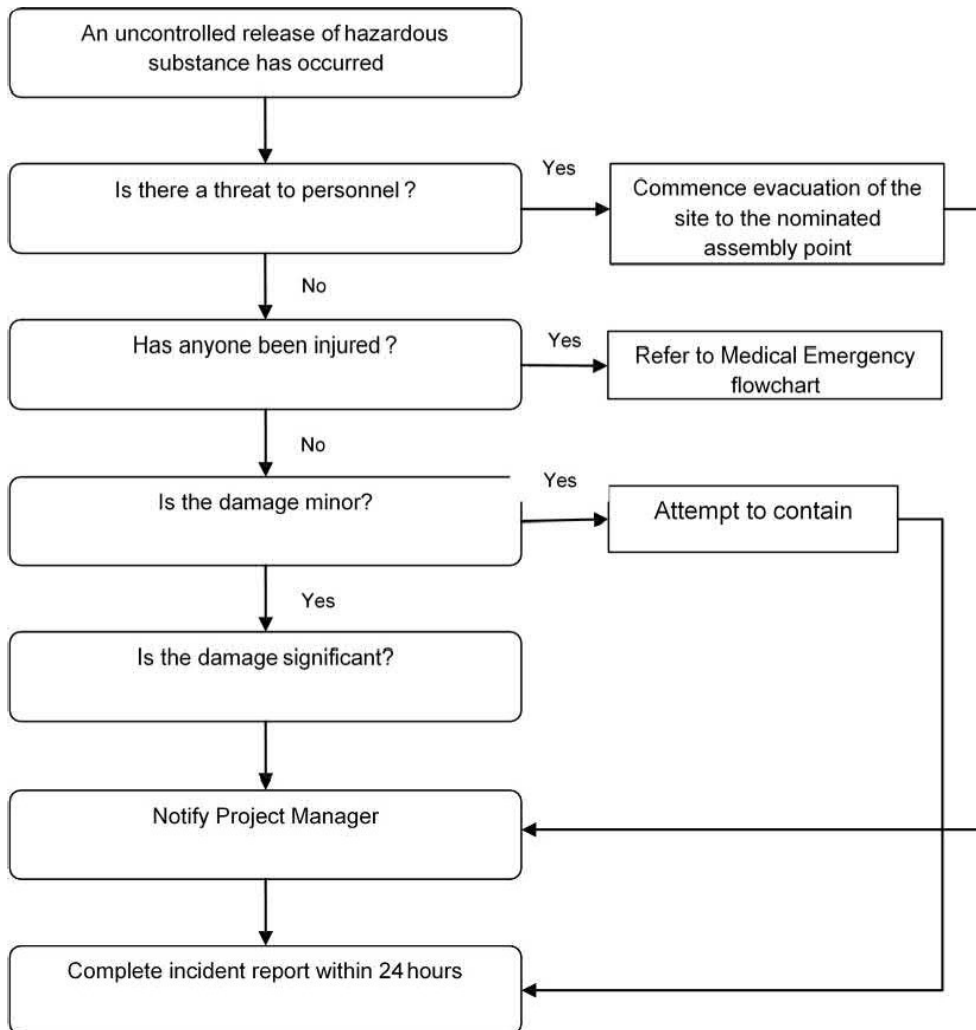 An uncontrolled release of hazardous
substance has occurred
Is there a threat to personnel ?
Yes
Commence evacuation of the
site to the nominated
assembly point
No
Has anyone been injured ?
Yes
Refer to Medical Emergency
flowchart
No
Is the damage minor?
Yes
Attempt to contain
Yes
Is the damage significant?
Notify Project Manager
Complete incident report within 24 hours